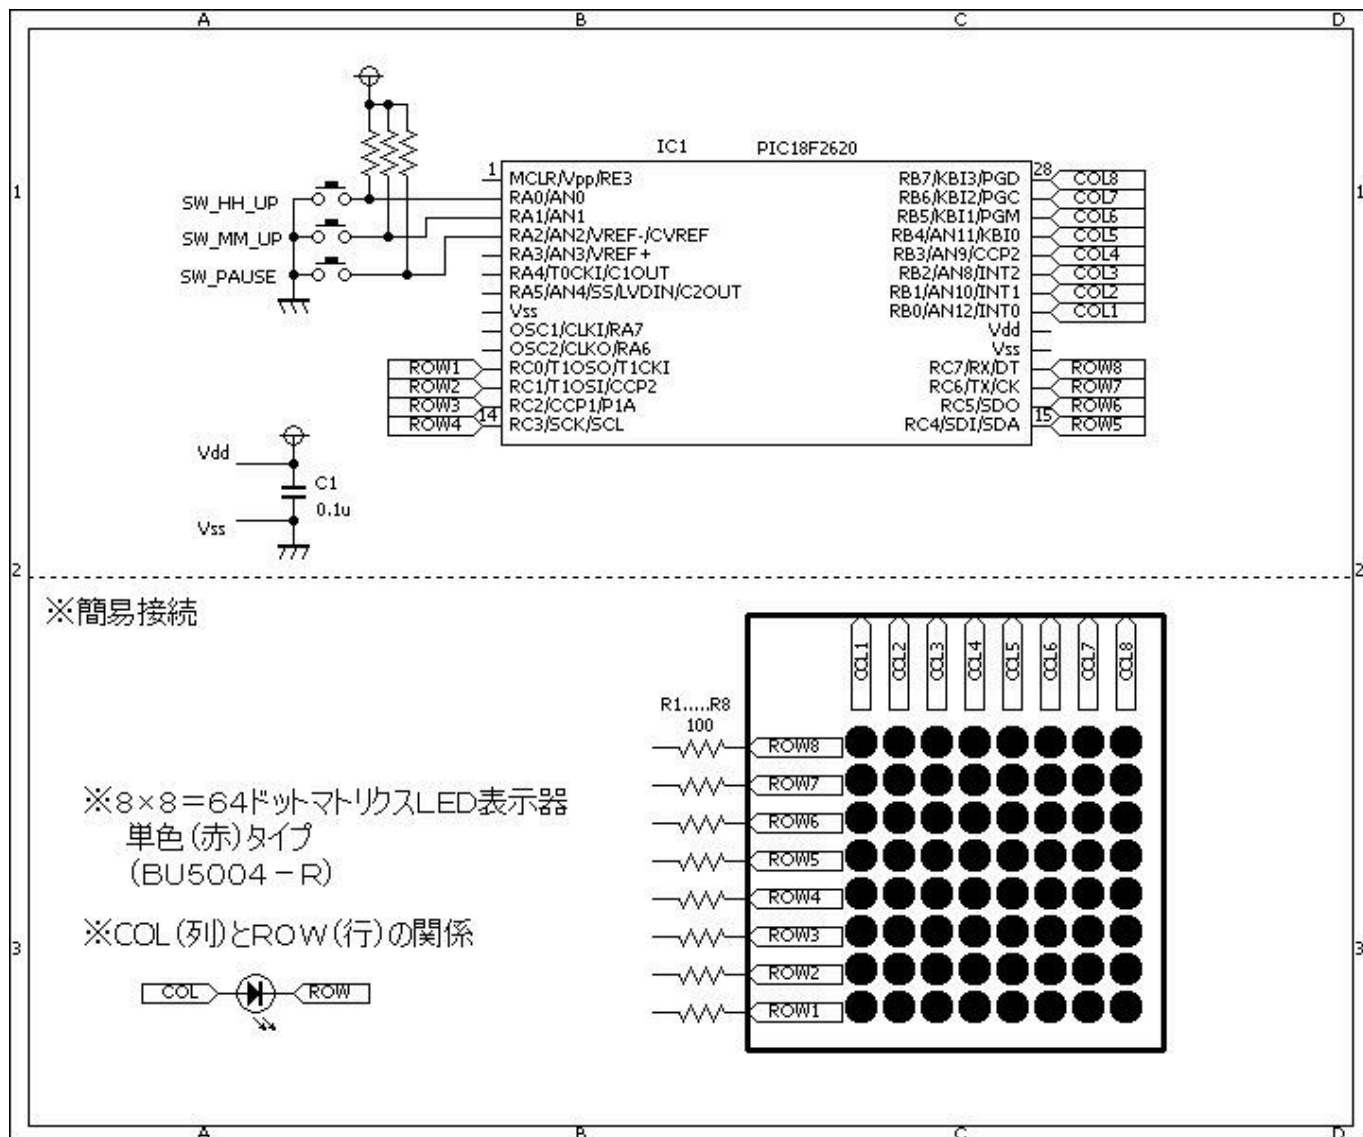 A B C D
IC1 PIC18F2620
1 28
MCLR/Vpp/RE3 RB7/KBI3/PGD COL8
1 1
SW_HH_UP RA0/AN0 RB6/KBI2/PGC COL7
RA1/AN1 RB5/KBI1/PGM COL6
SW_MM_UP RA2/AN2/VREF-/CVREF RB4/AN11/KBI0 COL5
RA3/AN3/VREF+ RB3/AN9/CCP2 COL4
SW_PAUSE RA4/T0CKI/C1OUT RB2/AN8/INT2 COL3
RA5/AN4/SS/LVDIN/C2OUT RB1/AN10/INT1 COL2
Vss RB0/AN12/INT0 COL1
OSC1/CLKI/RA7 Vdd
OSC2/CLKO/RA6 Vss
ROW1 RC0/T1OSO/T1CKI RC7/RX/DT ROW8
ROW2 RC1/T1OSI/CCP2 RC6/TX/CK ROW7
ROW3 RC2/CCP1/P1A RC5/SDO ROW6
ROW4 14 RC3/SCK/SCL RC4/SDI/SDA 15 ROW5
Vdd
C1
0.1u
Vss
2 2
※簡易接続
COL1 COL2 COL3 COL4 COL5 COL6 COL7 COL8
R1.....R8
100
ROW8
ROW7
ROW6
ROW5
ROW4
ROW3
ROW2
ROW1
※8×8=64ドットマトリクスLED表示器
単色(赤)タイプ
(BU5004-R)
※COL(列)とROW(行)の関係
3 3
COL ROW
A B C D